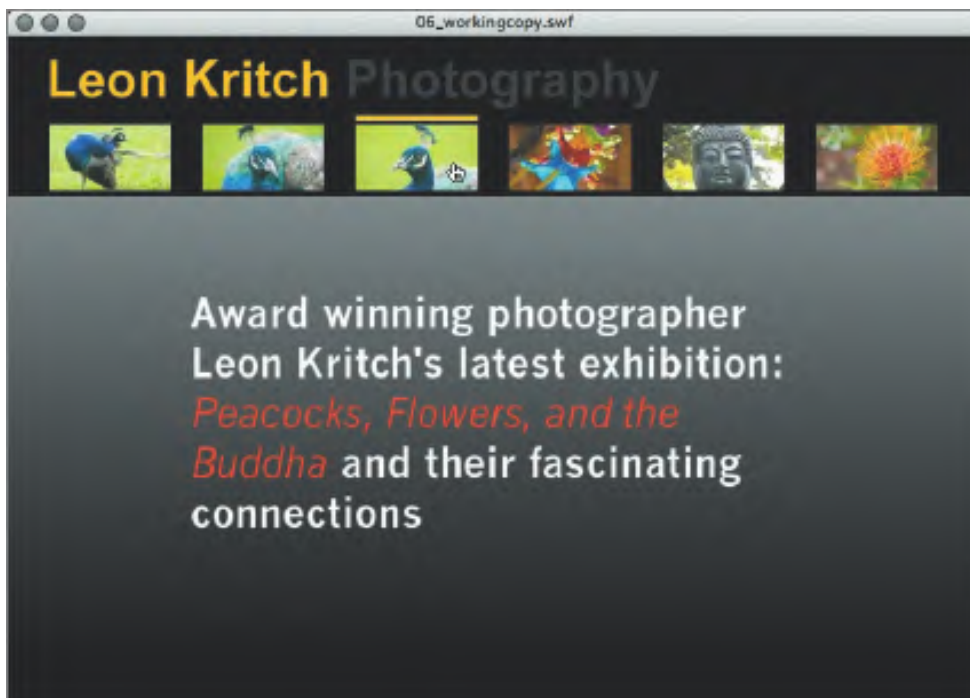 06_workingcopy.swf
Leon Kritch Photography
Award winning photographer
Leon Kritch's latest exhibition:
Peacocks, Flowers, and the
Buddha and their fascinating
connections